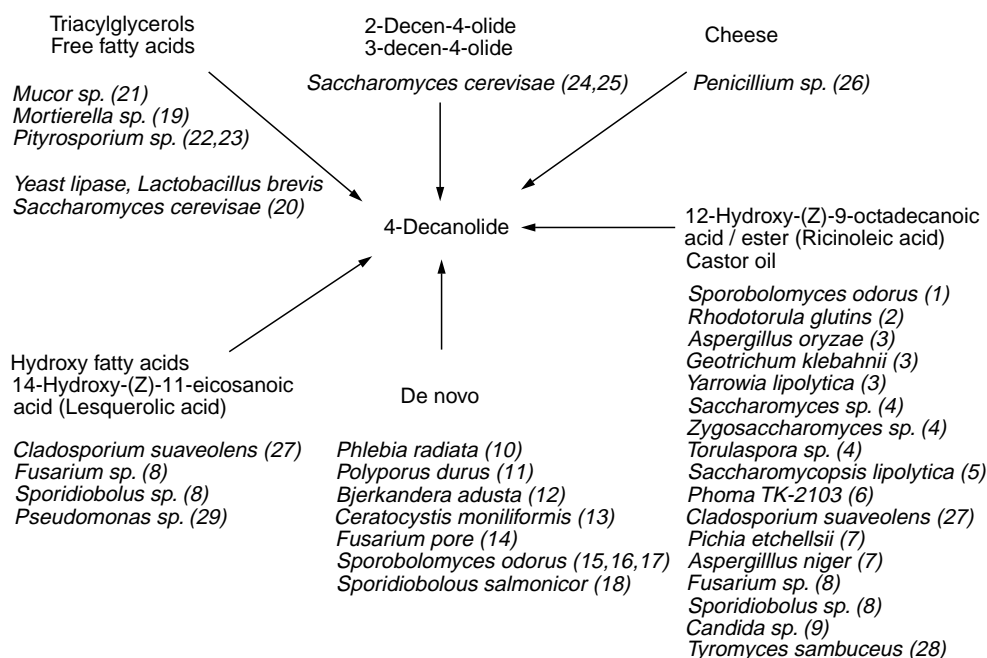 Triacylglycerols
Free fatty acids
Mucor sp. (21)
Mortierella sp. (19)
Pityrosporium sp. (22,23)
Yeast lipase, Lactobacillus brevis
Saccharomyces cerevisae (20)
2-Decen-4-olide
3-decen-4-olide
Saccharomyces cerevisae (24,25)
Cheese
Penicillium sp. (26)
4-Decanolide
12-Hydroxy-(Z)-9-octadecanoic
acid / ester (Ricinoleic acid)
Castor oil
Sporobolomyces odorus (1)
Rhodotorula glutins (2)
Aspergillus oryzae (3)
Geotrichum klebahnii (3)
Yarrowia lipolytica (3)
Saccharomyces sp. (4)
Zygosaccharomyces sp. (4)
Torulaspora sp. (4)
Saccharomycopsis lipolytica (5)
Phoma TK-2103 (6)
Cladosporium suaveolens (27)
Pichia etchellsii (7)
Aspergilllus niger (7)
Fusarium sp. (8)
Sporidiobolus sp. (8)
Candida sp. (9)
Tyromyces sambuceus (28)
Hydroxy fatty acids
14-Hydroxy-(Z)-11-eicosanoic
acid (Lesquerolic acid)
Cladosporium suaveolens (27)
Fusarium sp. (8)
Sporidiobolus sp. (8)
Pseudomonas sp. (29)
De novo
Phlebia radiata (10)
Polyporus durus (11)
Bjerkandera adusta (12)
Ceratocystis moniliformis (13)
Fusarium pore (14)
Sporobolomyces odorus (15,16,17)
Sporidiobolous salmonicor (18)